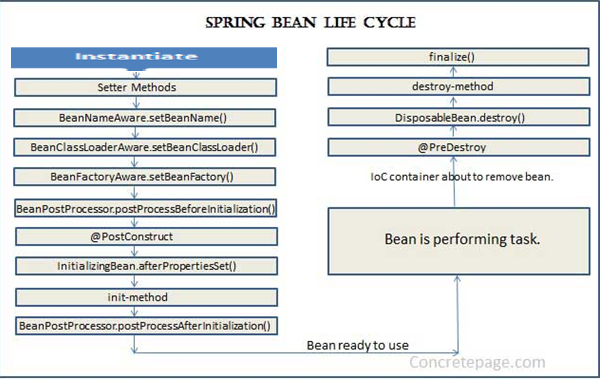 SPRING BEAN LIFE CYCLE
Instantiate
Setter Methods
BeanNameAware.setBeanName()
BeanClassLoaderAware.setBeanClassLoader()
BeanFactoryAware.setBeanFactory()
BeanPostProcessor.postProcessBeforeInitialization()
@PostConstruct
InitializingBean.afterPropertiesSet()
init-method
BeanPostProcessor.postProcessAfterInitialization()
Bean ready to use
Bean is performing task.
IoC container about to remove bean.
@PreDestroy
DisposableBean.destroy()
destroy-method
finalize()
Concretepage.com